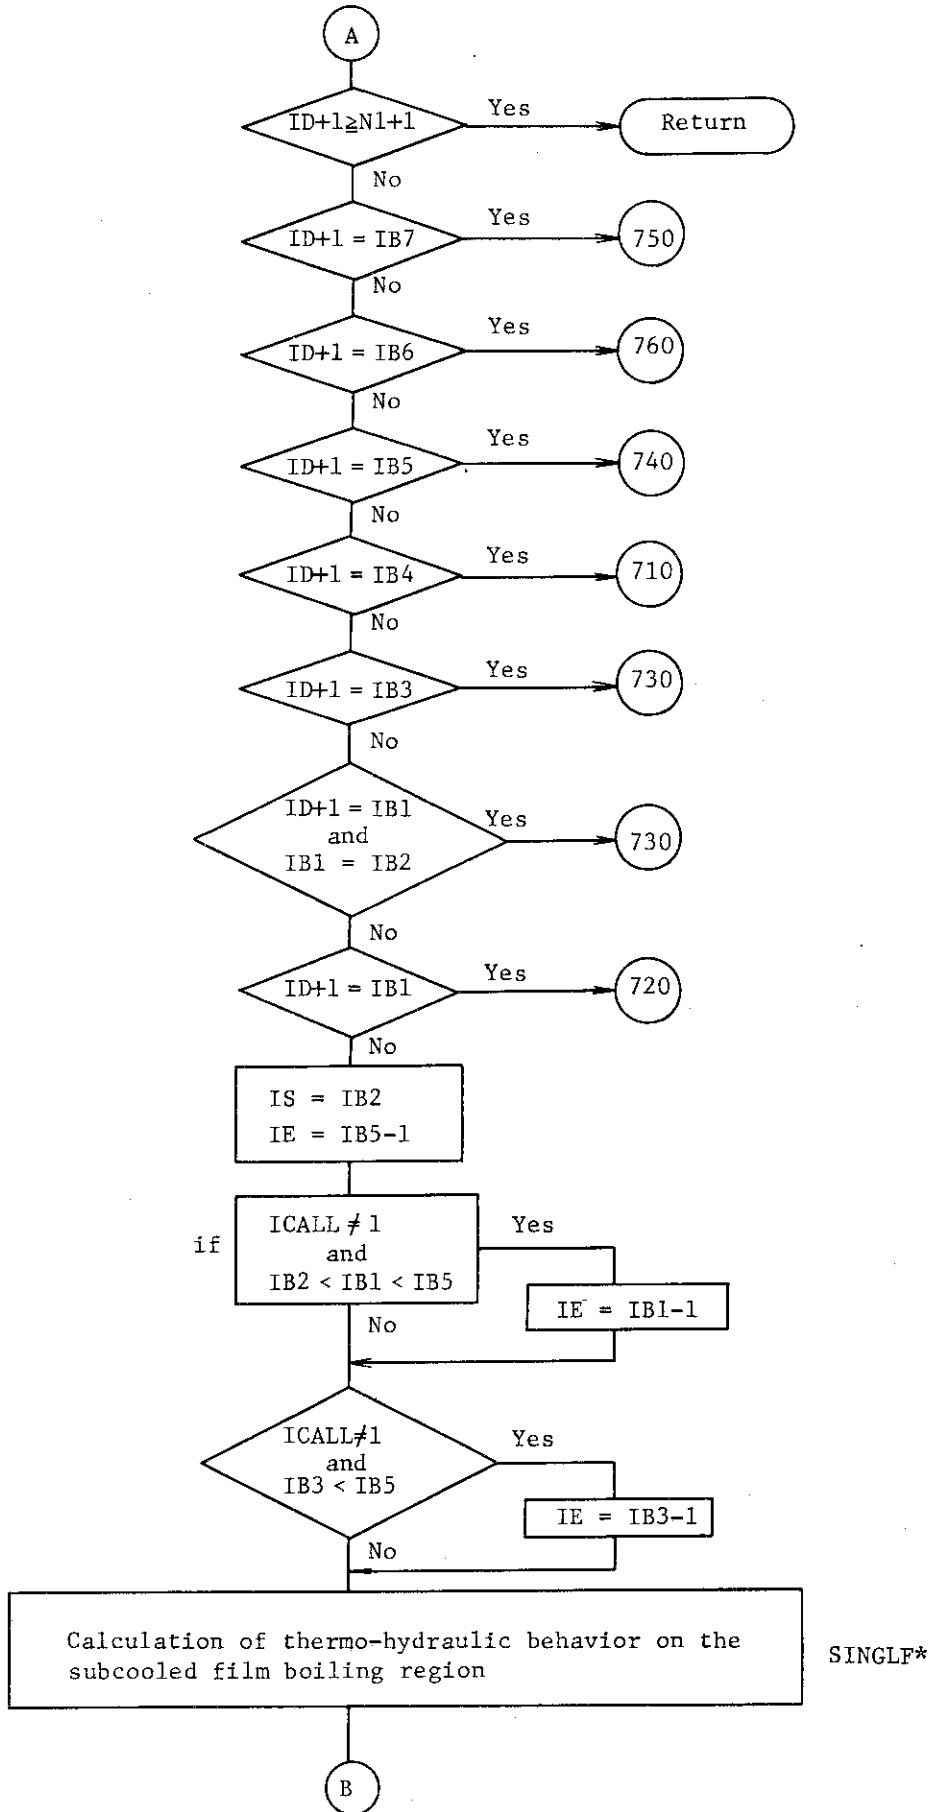 A
ID+1≧N1+1
Yes
Return
No
ID+1 = IB7
Yes
750
No
ID+1 = IB6
Yes
760
No
ID+1 = IB5
Yes
740
No
ID+1 = IB4
Yes
710
No
ID+1 = IB3
Yes
730
No
ID+1 = IB1
and
IB1 = IB2
Yes
730
No
ID+1 = IB1
Yes
720
No
IS = IB2
IE = IB5-1
if
ICALL ≠ 1
and
IB2 < IB1 < IB5
Yes
IE = IB1-1
No
ICALL≠1
and
IB3 < IB5
Yes
IE = IB3-1
No
Calculation of thermo-hydraulic behavior on the
subcooled film boiling region
SINGLF*
B